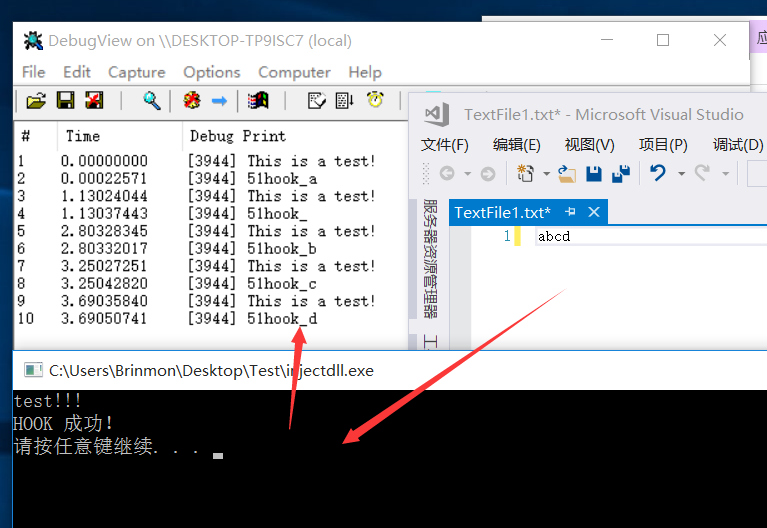 DebugView on \\DESKTOP-TP9ISC7 (local)
File Edit Capture Options Computer Help
# Time Debug Print
1 0.00000000 [3944] This is a test!
2 0.00022571 [3944] 51hook_a
3 1.13024044 [3944] This is a test!
4 1.13037443 [3944] 51hook_
5 2.80328345 [3944] This is a test!
6 2.80332017 [3944] 51hook_b
7 3.25027251 [3944] This is a test!
8 3.25042820 [3944] 51hook_c
9 3.69035840 [3944] This is a test!
10 3.69050741 [3944] 51hook_d
应
TextFile1.txt* - Microsoft Visual Studio
文件(F) 编辑(E) 视图(V) 项目(P) 调试(D)
服务器资源管理器
TextFile1.txt*
1 abcd
C:\Users\Brinmon\Desktop\Test\injectdll.exe
test!!!
HOOK 成功!
请按任意键继续. . .